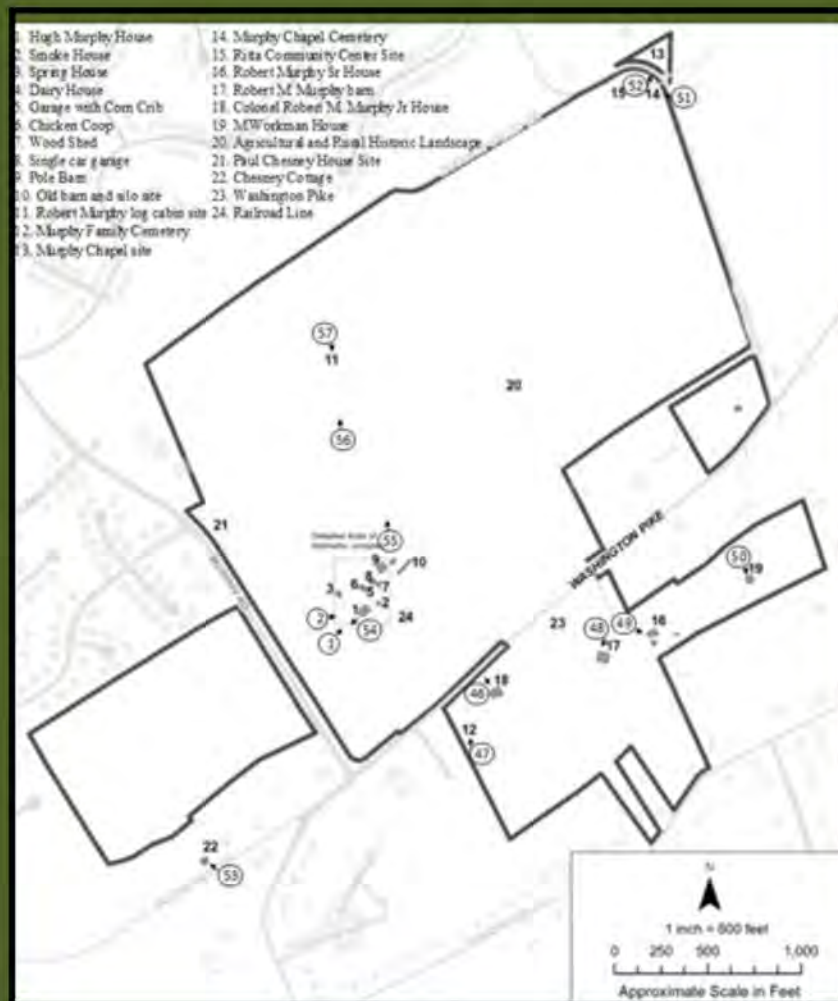 1. Hugh Murphy House
2. Smoke House
3. Spring House
4. Dairy House
5. Garage with Corn Crib
6. Chicken Coop
7. Wood Shed
8. Single car garage
9. Pole Barn
10. Old barn and silo site
11. Robert Murphy log cabin site
12. Murphy Family Cemetery
13. Murphy Chapel site
14. Murphy Chapel Cemetery
15. Ritta Community Center Site
16. Robert Murphy Sr House
17. Robert M. Murphy barn
18. Colonel Robert M. Murphy Jr House
19. M Workman House
20. Agricultural and Rural Historic Landscape
21. Paul Chesney House Site
22. Chesney Cottage
23. Washington Pike
24. Railroad Line
13
52
15
14
51
57
11
20
56
21
55
9
10
8
6
7
5
3
2
1
2
24
54
WASHINGTON PIKE
50
19
23
48
49
16
17
18
46
12
47
22
53
N
1 inch = 600 feet
0 250 500 1,000
Approximate Scale in Feet